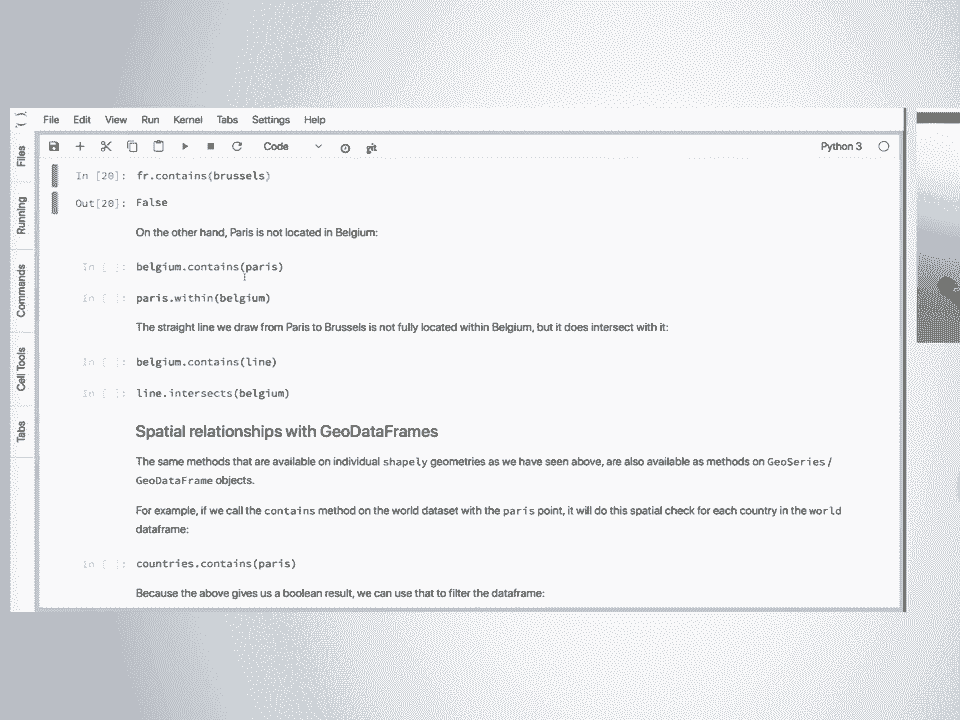 File Edit View Run Kernel Tabs Settings Help
Code
git
Python 3
Files
Running
Commands
Cell Tools
Tabs
In [20]: fr.contains(brussels)
Out[20]: False
On the other hand, Paris is not located in Belgium:
In [ ]: belgium.contains(paris)
In [ ]: paris.within(belgium)
The straight line we draw from Paris to Brussels is not fully located within Belgium, but it does intersect with it:
In [ ]: belgium.contains(line)
In [ ]: line.intersects(belgium)
Spatial relationships with GeoDataFrames
The same methods that are available on individual shapely geometries as we have seen above, are also available as methods on GeoSeries /
GeoDataFrame objects.
For example, if we call the contains method on the world dataset with the paris point, it will do this spatial check for each country in the world
dataframe:
In [ ]: countries.contains(paris)
Because the above gives us a boolean result, we can use that to filter the dataframe: